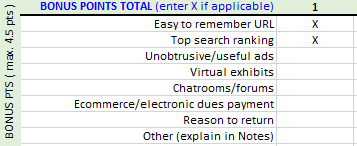 BONUS PTS ( max. 4.5 pts )
BONUS POINTS TOTAL (enter X if applicable) 1
Easy to remember URL X
Top search ranking X
Unobtrusive/useful ads
Virtual exhibits
Chatrooms/forums
Ecommerce/electronic dues payment
Reason to return
Other (explain in Notes)